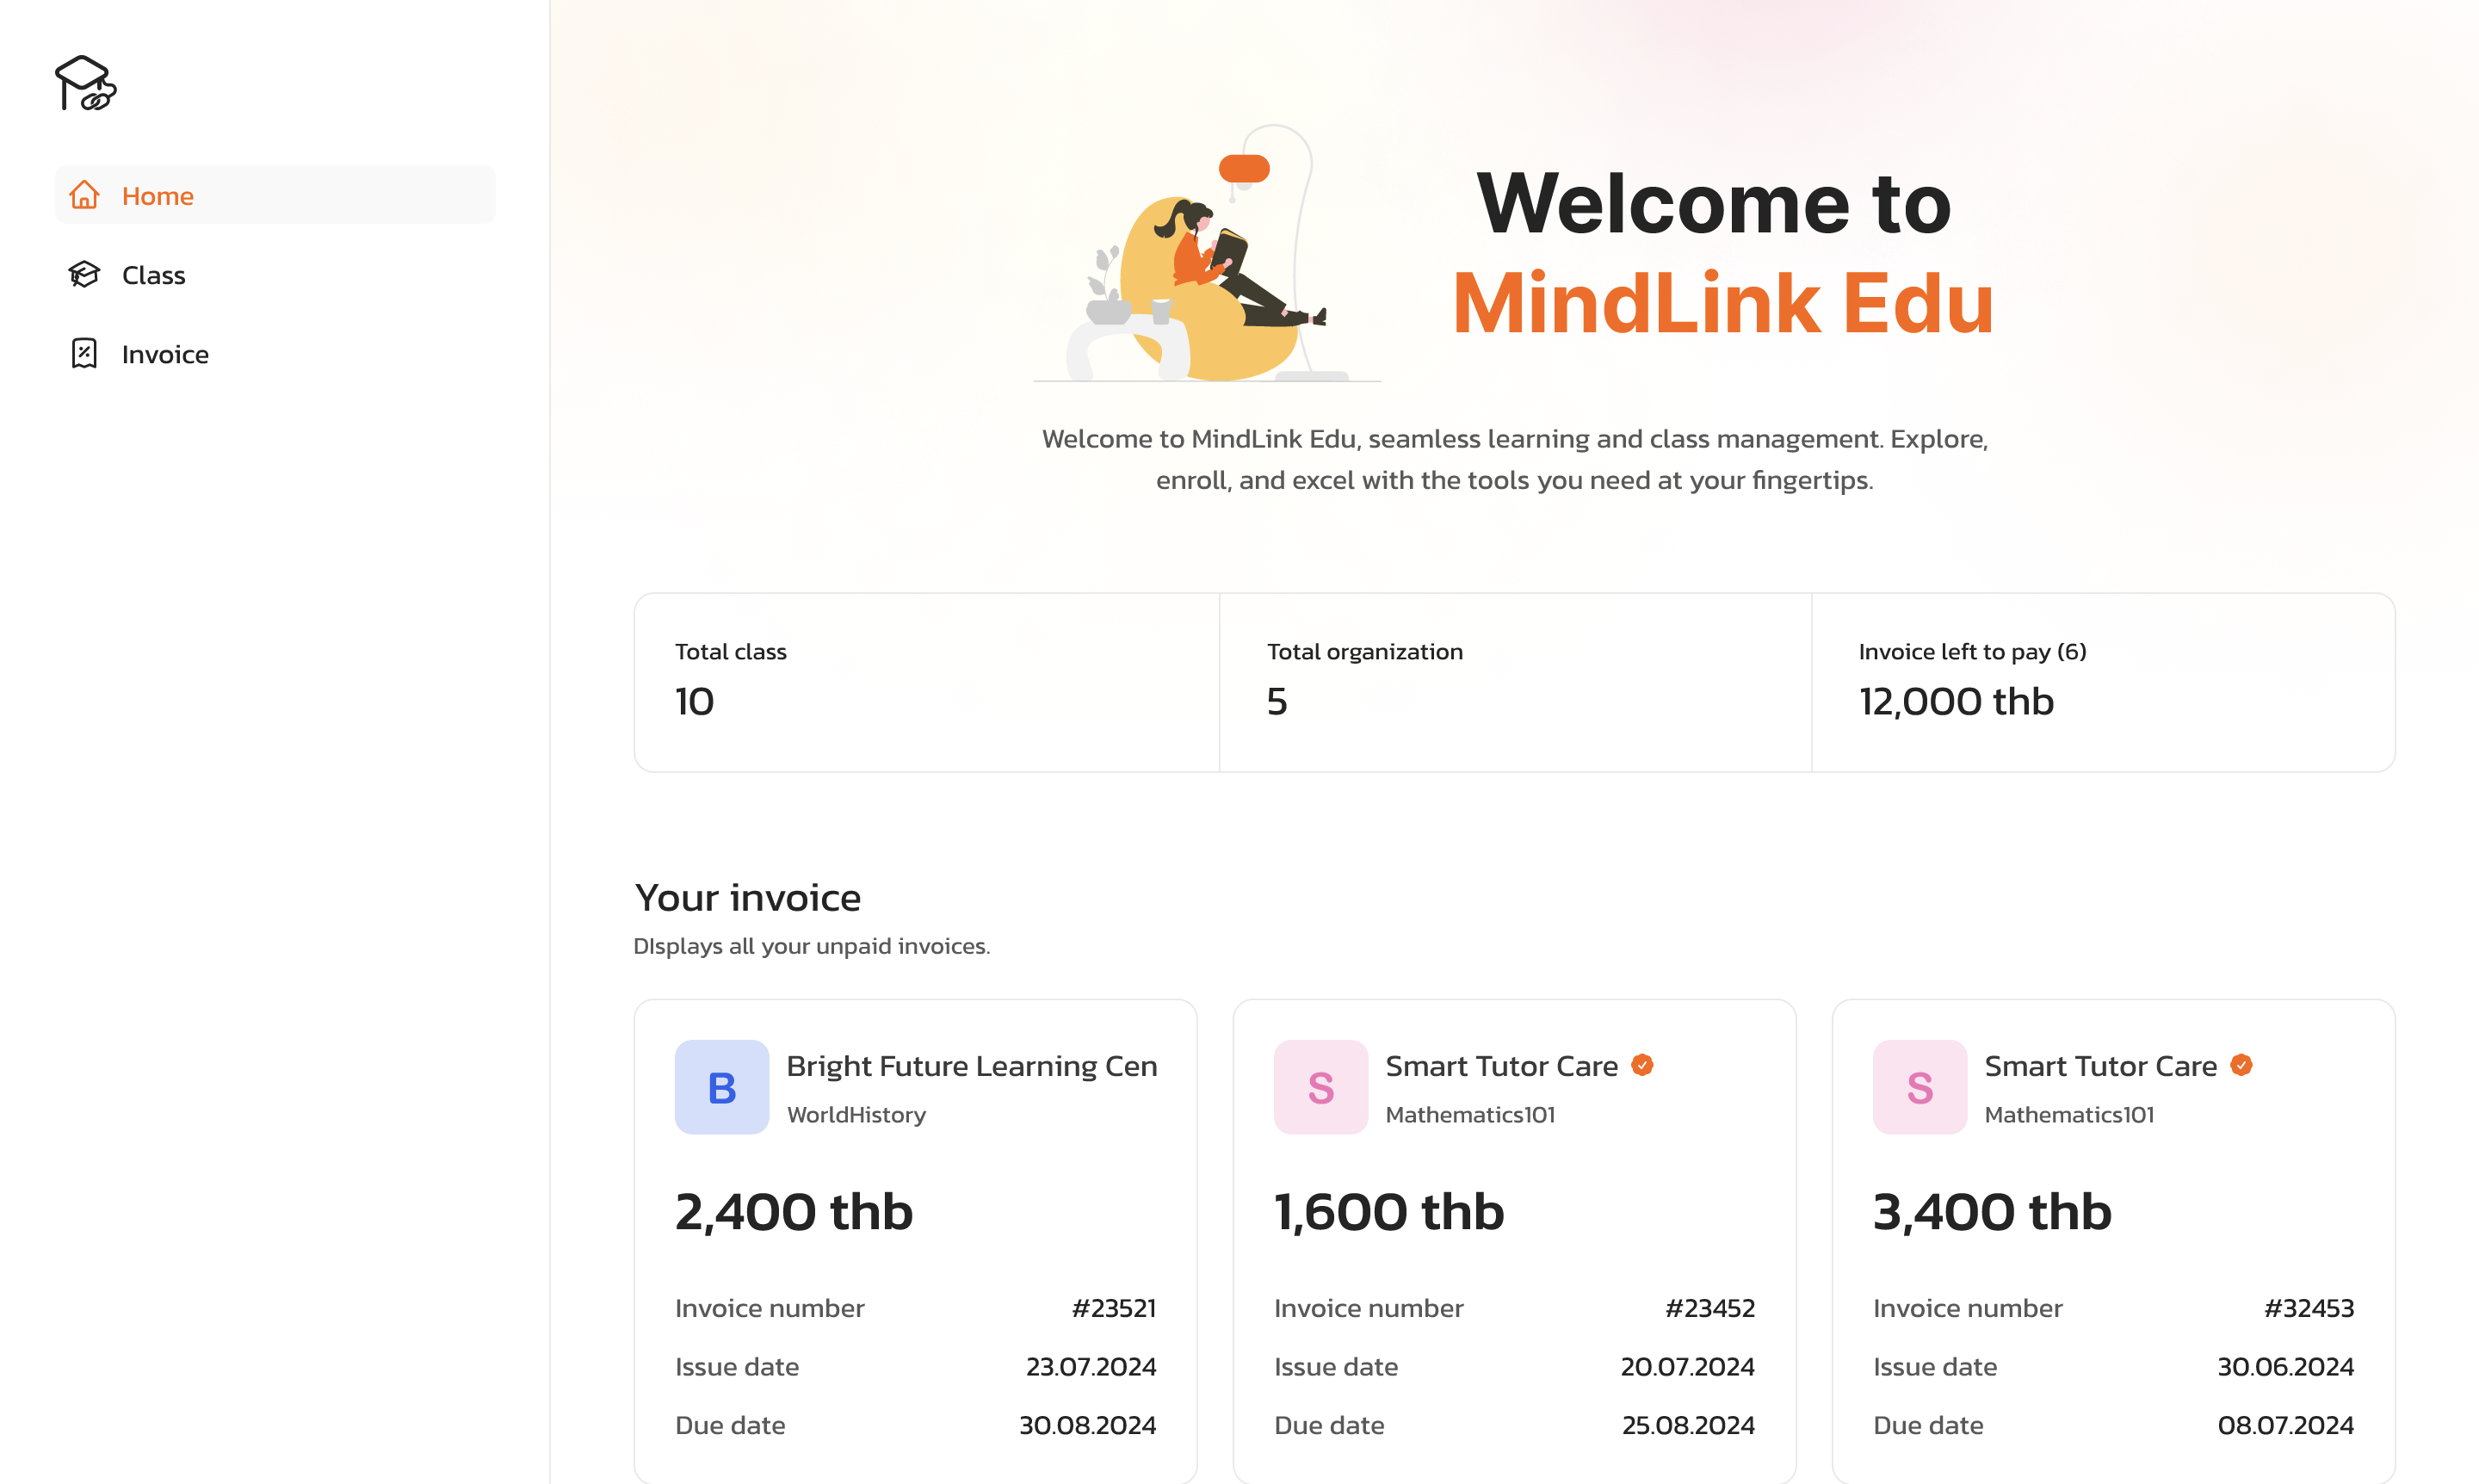 Home
Class
Invoice
Welcome to
MindLink Edu
Welcome to MindLink Edu, seamless learning and class management. Explore,
enroll, and excel with the tools you need at your fingertips.
Total class
10
Total organization
5
Invoice left to pay (6)
12,000 thb
Your invoice
DIsplays all your unpaid invoices.
B
Bright Future Learning Cen
WorldHistory
2,400 thb
Invoice number #23521
Issue date 23.07.2024
Due date 30.08.2024
S
Smart Tutor Care
Mathematics101
1,600 thb
Invoice number #23452
Issue date 20.07.2024
Due date 25.08.2024
S
Smart Tutor Care
Mathematics101
3,400 thb
Invoice number #32453
Issue date 30.06.2024
Due date 08.07.2024